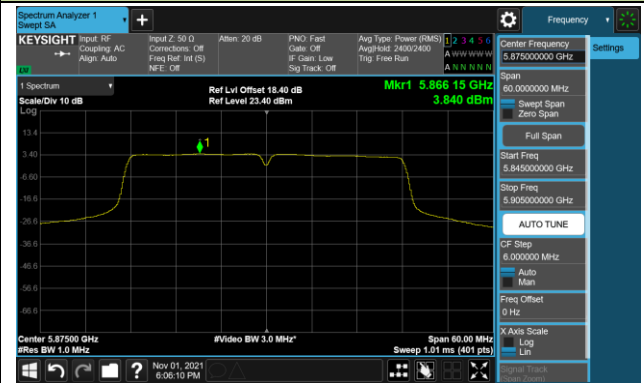 Spectrum Analyzer 1
Swept SA
Frequency
KEYSIGHT
Input: RF
Coupling: AC
Align: Auto
Input Z: 50 Ω
Corrections: Off
Freq Ref: Int (S)
NFE: Off
Atten: 20 dB
PNO: Fast
Gate: Off
IF Gain: Low
Sig Track: Off
Avg Type: Power (RMS)
Avg|Hold: 2400/2400
Trig: Free Run
1 2 3 4 5 6
A W W W W W
A N N N N N
1 Spectrum
Scale/Div 10 dB
Log
Ref Lvl Offset 18.40 dB
Ref Level 23.40 dBm
Mkr1 5.866 15 GHz
3.840 dBm
13.4
3.40
-6.60
-16.6
-26.6
-36.6
-46.6
-56.6
-66.6
1
Center 5.87500 GHz
#Res BW 1.0 MHz
#Video BW 3.0 MHz*
Span 60.00 MHz
Sweep 1.01 ms (401 pts)
Center Frequency
5.875000000 GHz
Settings
Span
60.0000000 MHz
Swept Span
Zero Span
Full Span
Start Freq
5.845000000 GHz
Stop Freq
5.905000000 GHz
AUTO TUNE
CF Step
6.000000 MHz
Auto
Man
Freq Offset
0 Hz
X Axis Scale
Log
Lin
Signal Track
(Span Zoom)
Nov 01, 2021
6:06:10 PM